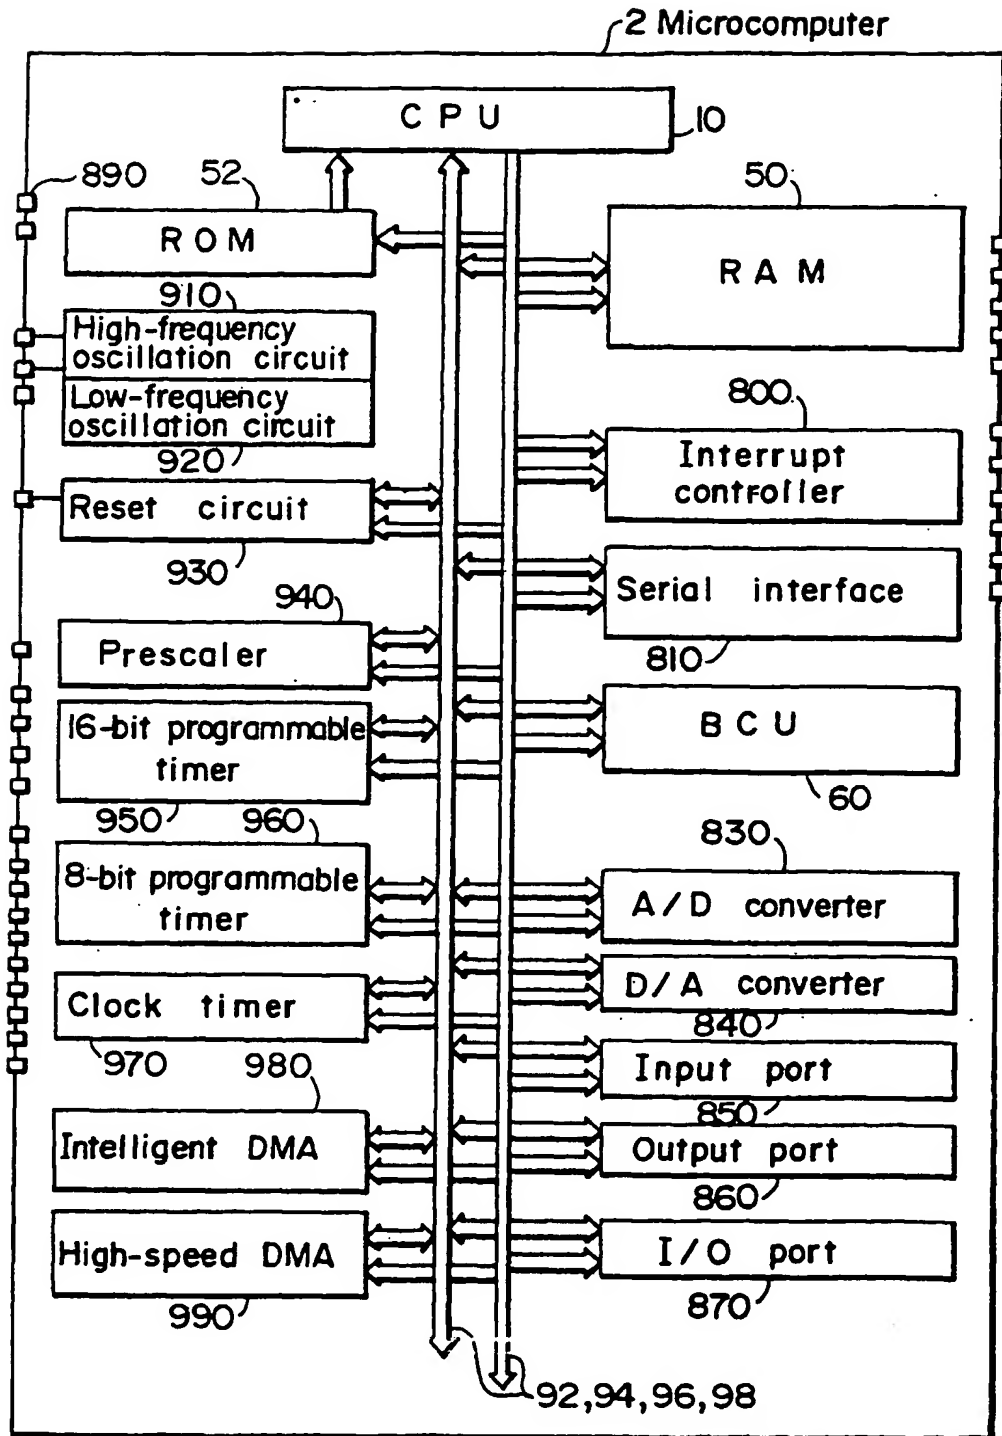 2 Microcomputer
CPU
10
890
52
50
ROM
RAM
910
High-frequency
oscillation circuit
Low-frequency
oscillation circuit
920
800
Interrupt
controller
Reset circuit
930
Serial interface
810
940
Prescaler
16-bit programmable
timer
950
BCU
60
960
8-bit programmable
timer
830
A/D converter
D/A converter
840
Clock timer
970
Input port
850
980
Intelligent DMA
Output port
860
High-speed DMA
990
I/O port
870
92,94,96,98